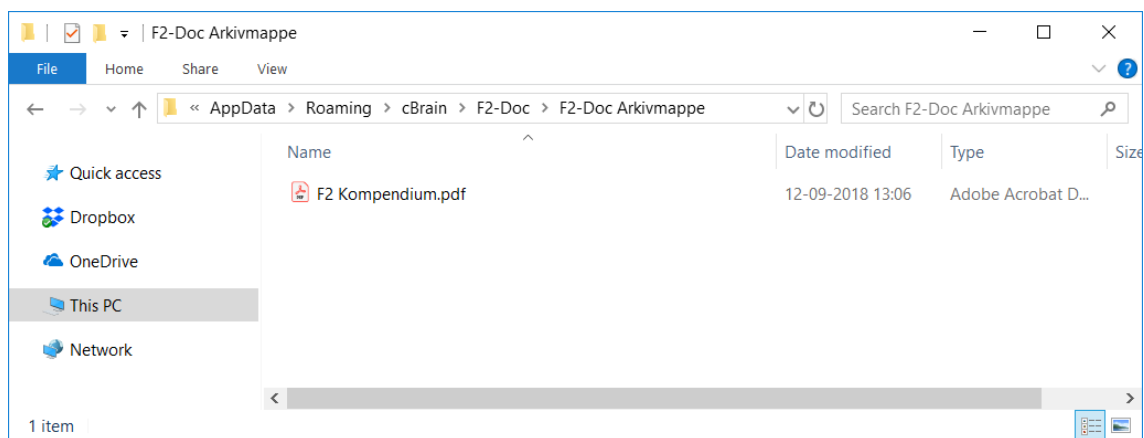 F2-Doc Arkivmappe
File Home Share View
« AppData > Roaming > cBrain > F2-Doc > F2-Doc Arkivmappe
Search F2-Doc Arkivmappe
Name Date modified Type Size
Quick access
F2 Kompendium.pdf 12-09-2018 13:06 Adobe Acrobat D...
Dropbox
OneDrive
This PC
Network
1 item